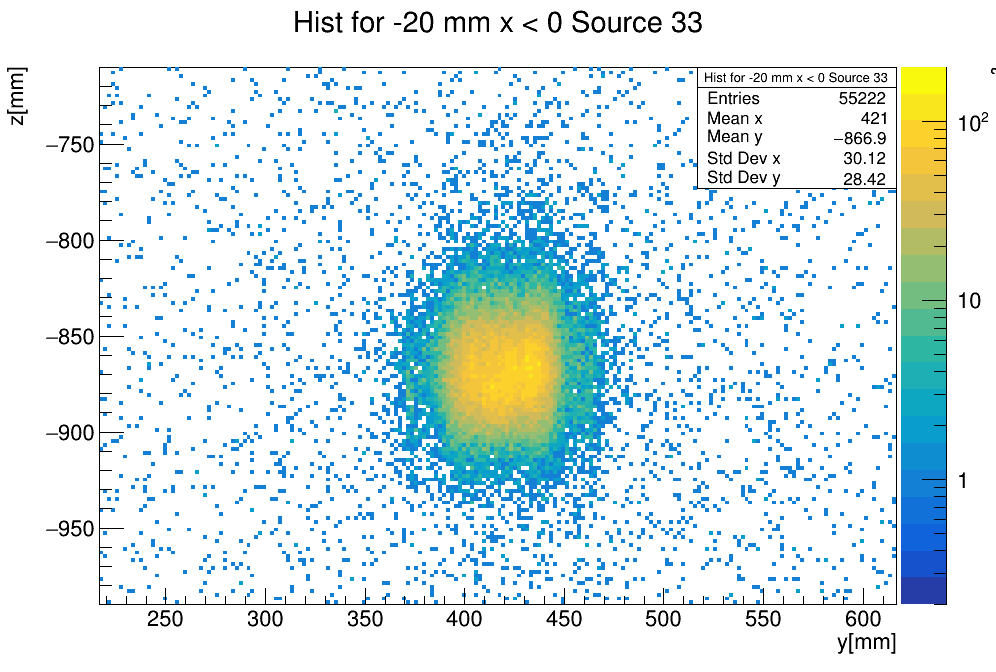 Hist for -20 mm x < 0 Source 33
z[mm]
Hist for -20 mm x < 0 Source 33
Entries 55222
Mean x 421
Mean y −866.9
Std Dev x 30.12
Std Dev y 28.42
−750
−800
−850
−900
−950
10²
10
1
250 300 350 400 450 500 550 600
y[mm]